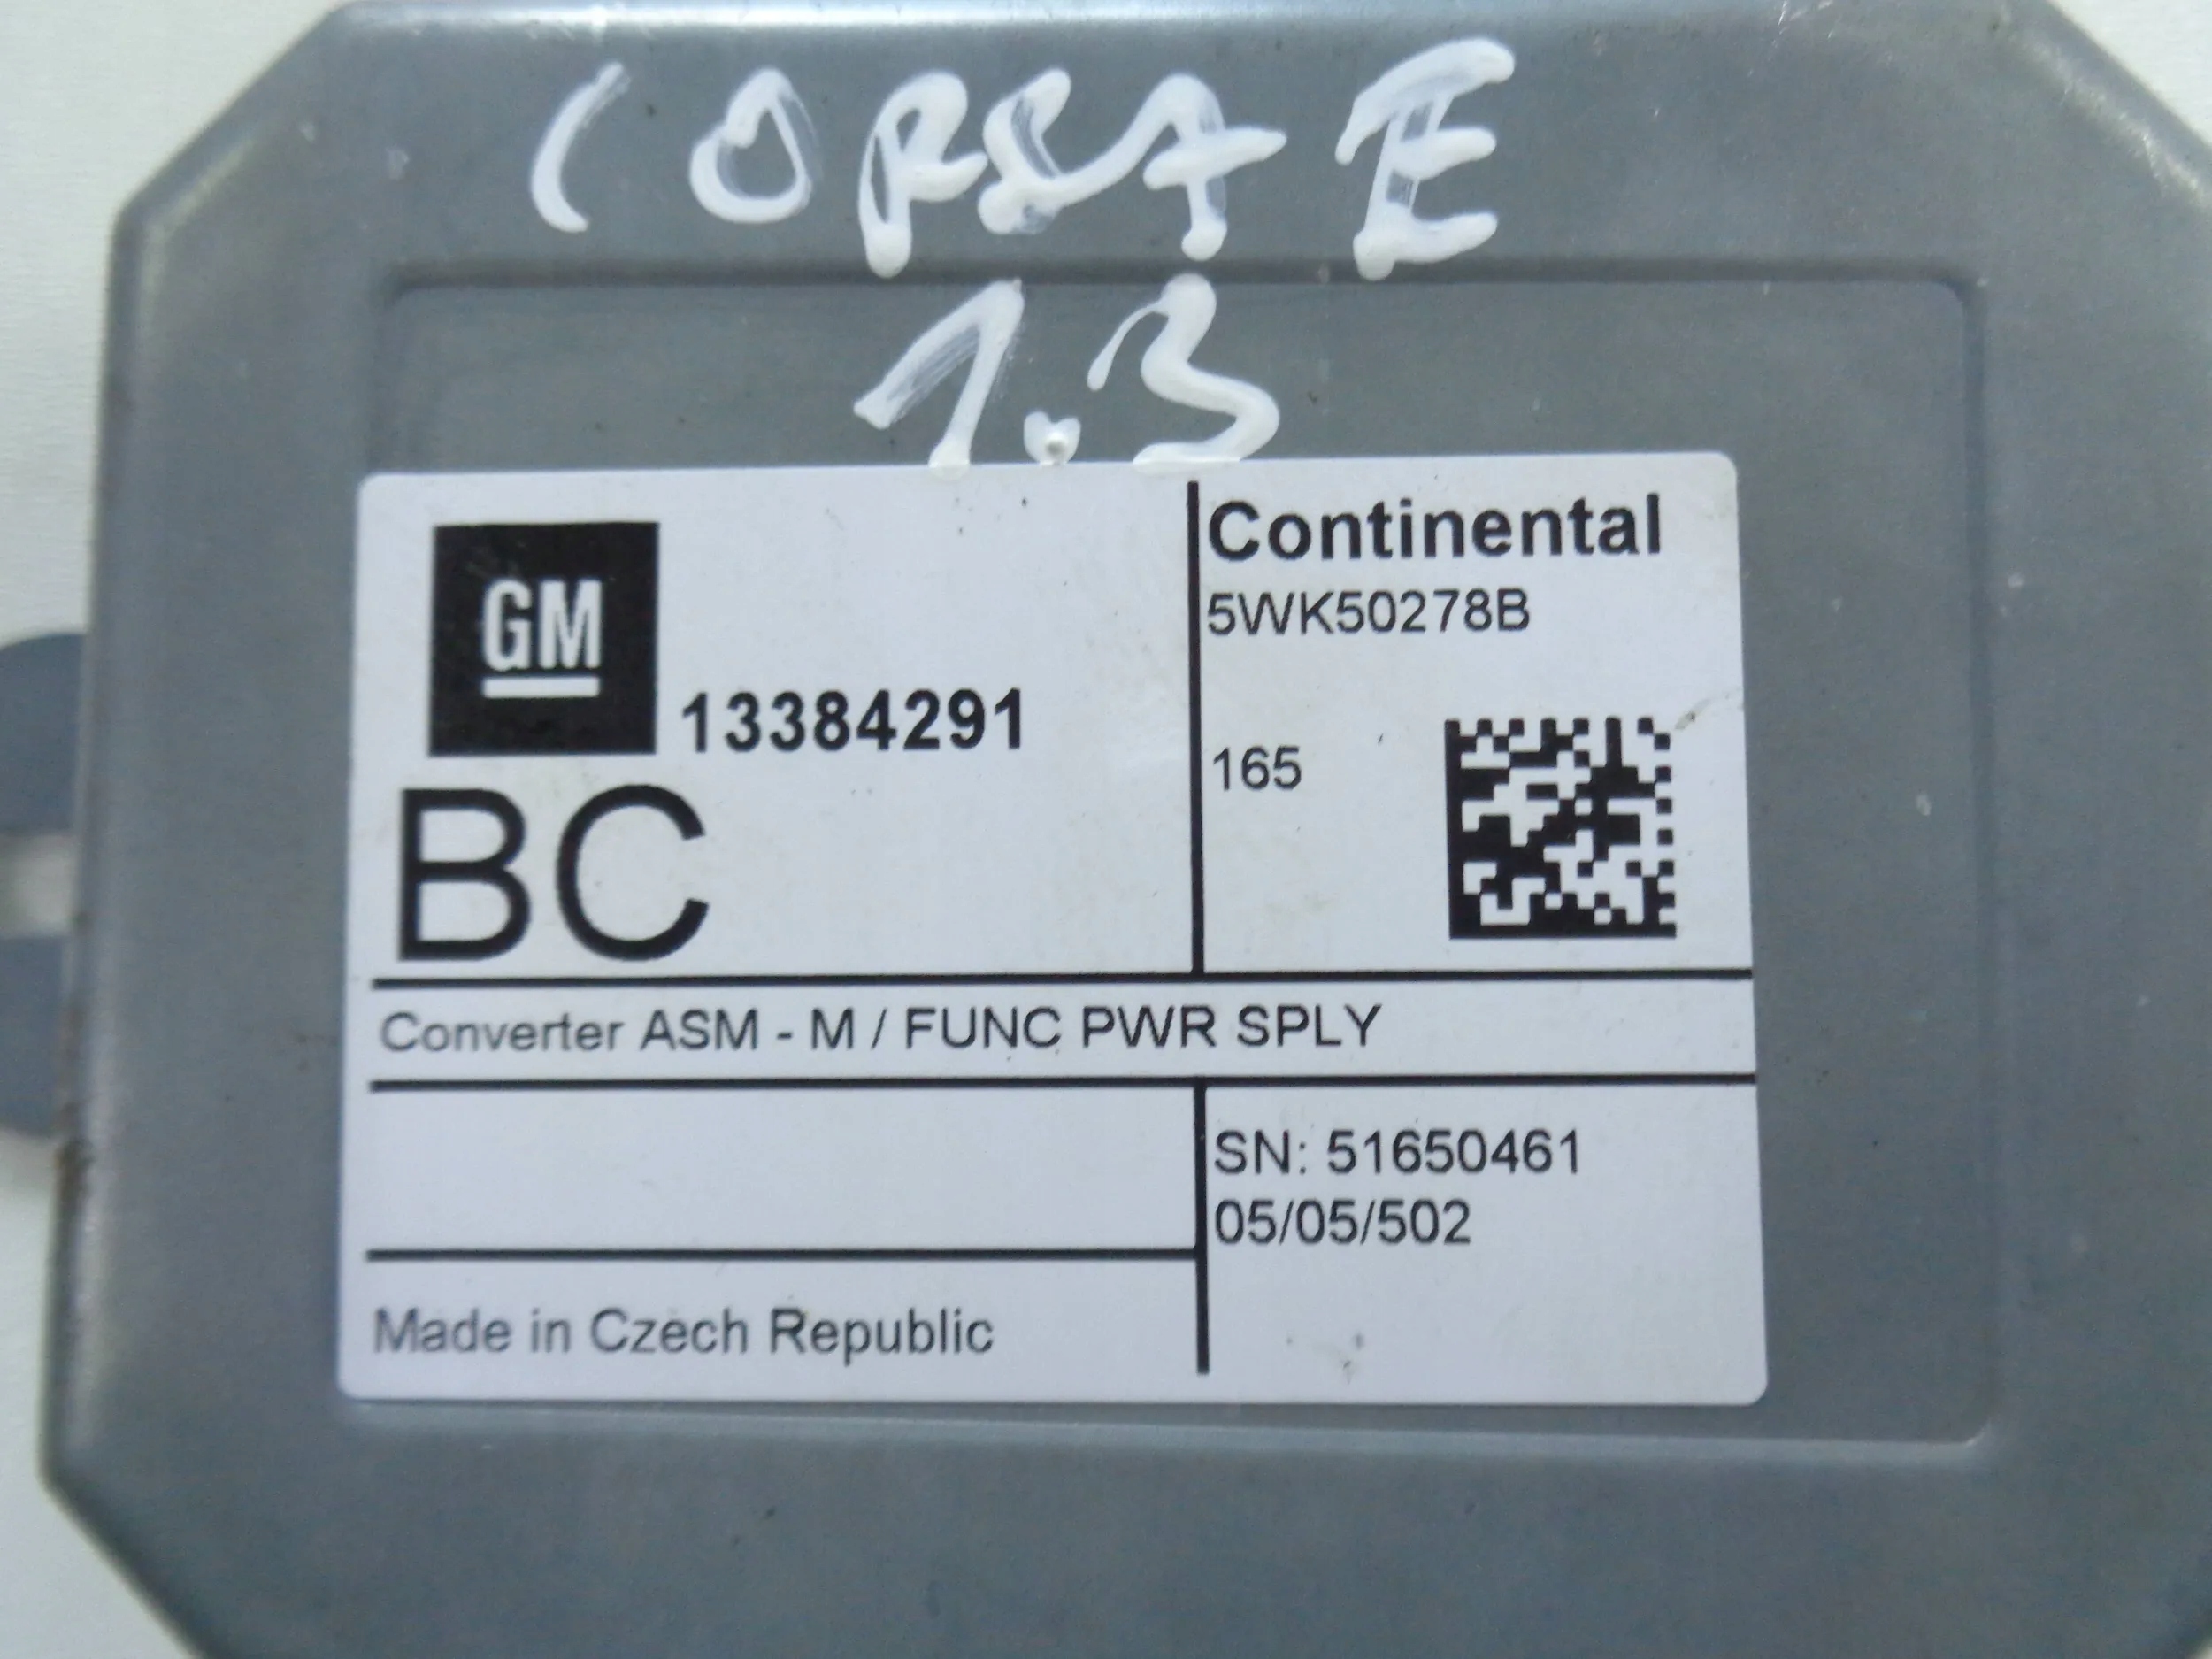 CORSA E
1.3
GM
13384291
BC
Continental
5WK50278B
165
Converter ASM - M / FUNC PWR SPLY
SN: 51650461
05/05/502
Made in Czech Republic